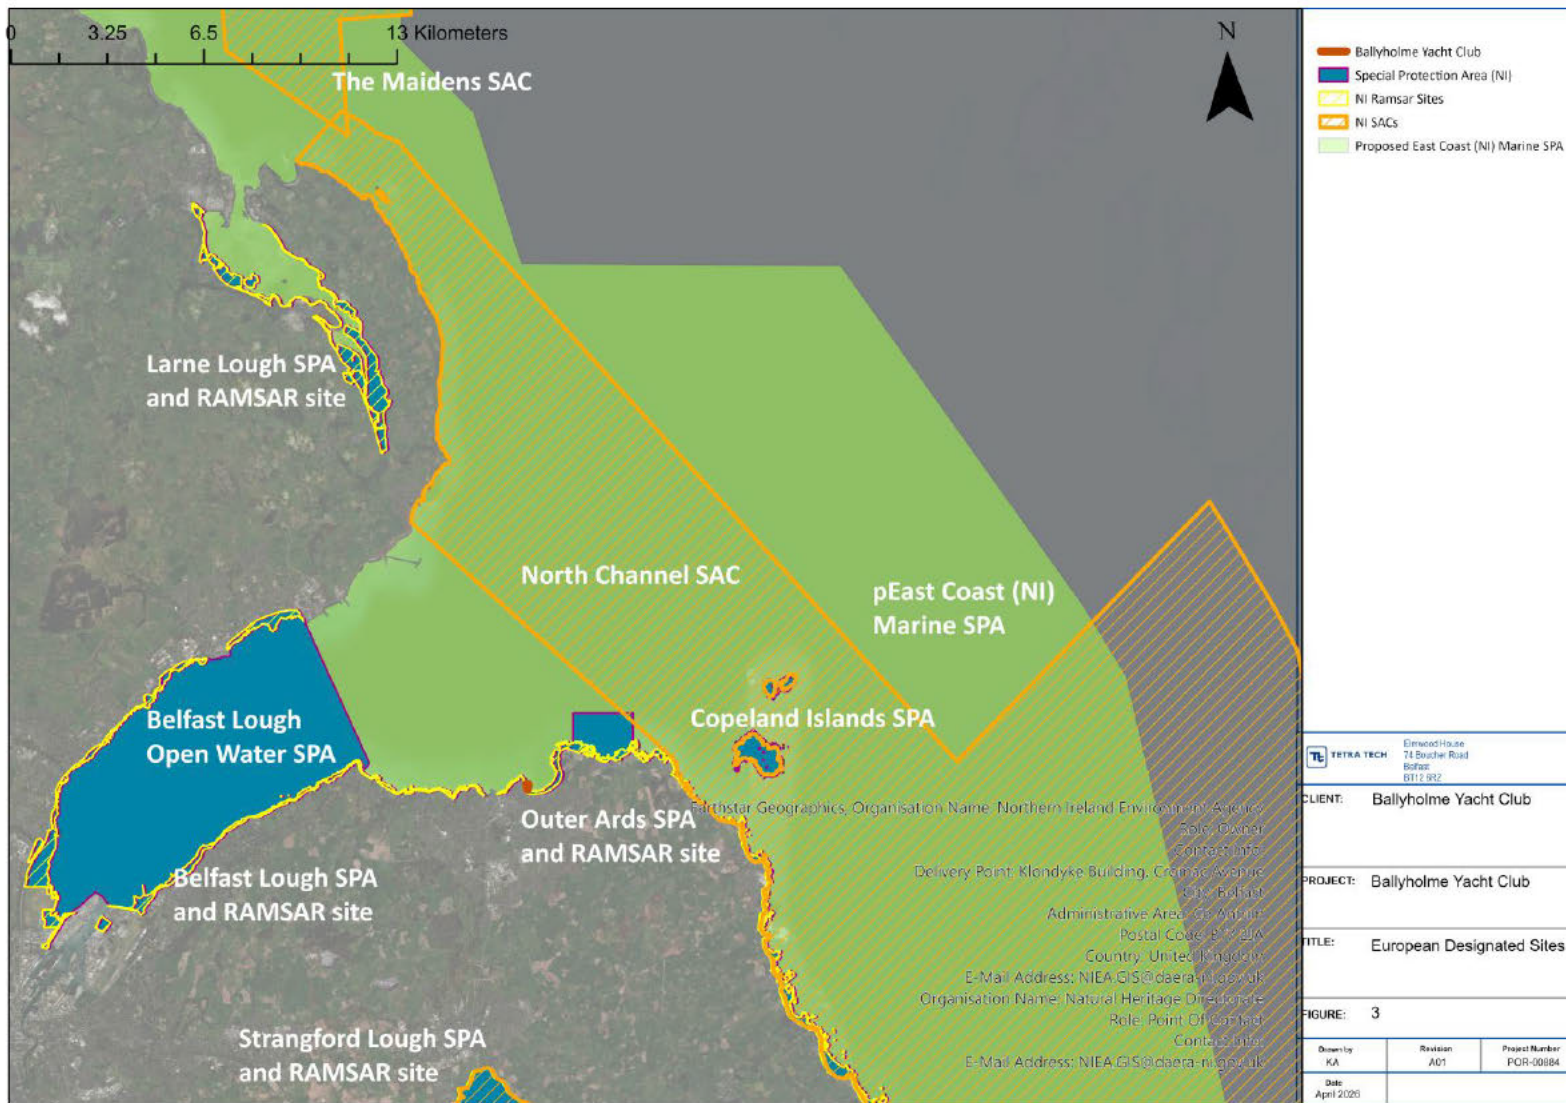 0 3.25 6.5 13 Kilometers
N
The Maidens SAC
Larne Lough SPA
and RAMSAR site
North Channel SAC
pEast Coast (NI)
Marine SPA
Belfast Lough
Open Water SPA
Copeland Islands SPA
Outer Ards SPA
and RAMSAR site
Belfast Lough SPA
and RAMSAR site
Strangford Lough SPA
and RAMSAR site
Earthstar Geographics, Organisation Name: Northern Ireland Environment Agency
Role: Owner
Contact Info:
Delivery Point: Klondyke Building, Cromac Avenue
City: Belfast
Administrative Area: Co Antrim
Postal Code:
Country: United Kingdom
E-Mail Address: NIEA.GIS@daera-ni.gov.uk
Organisation Name: Natural Heritage Directorate
Role: Point Of Contact
Contact Info:
E-Mail Address: NIEA.GIS@daera-ni.gov.uk
Ballyholme Yacht Club
Special Protection Area (NI)
NI Ramsar Sites
NI SACs
Proposed East Coast (NI) Marine SPA
TETRA TECH
Elmwood House
74 Boucher Road
Belfast
BT12 6RZ
CLIENT: Ballyholme Yacht Club
PROJECT: Ballyholme Yacht Club
TITLE: European Designated Sites
FIGURE: 3
Drawn by Revision Project Number
KA A01 POR-00884
Date
April 2026